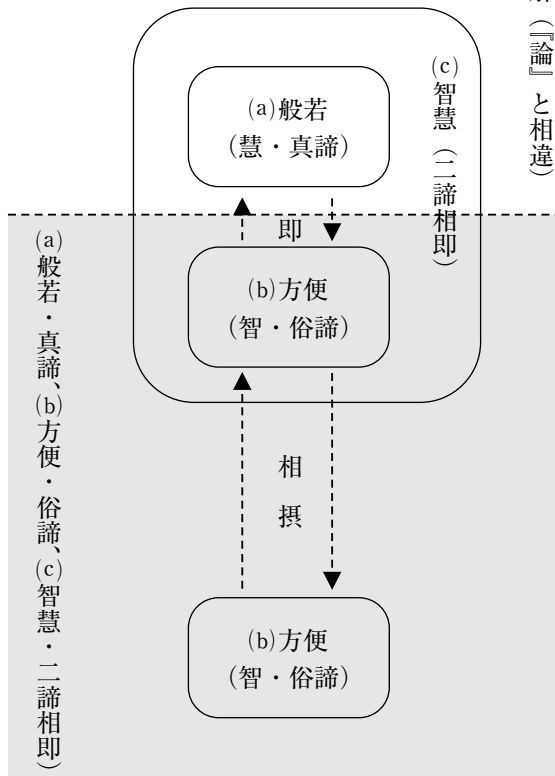 （『論』と相違）
(c)智慧（二諦相即）
(a)般若
（慧・真諦）
即
(b)方便
（智・俗諦）
相
摂
(b)方便
（智・俗諦）
(a)般若・真諦、(b)方便・俗諦、(c)智慧・二諦相即）